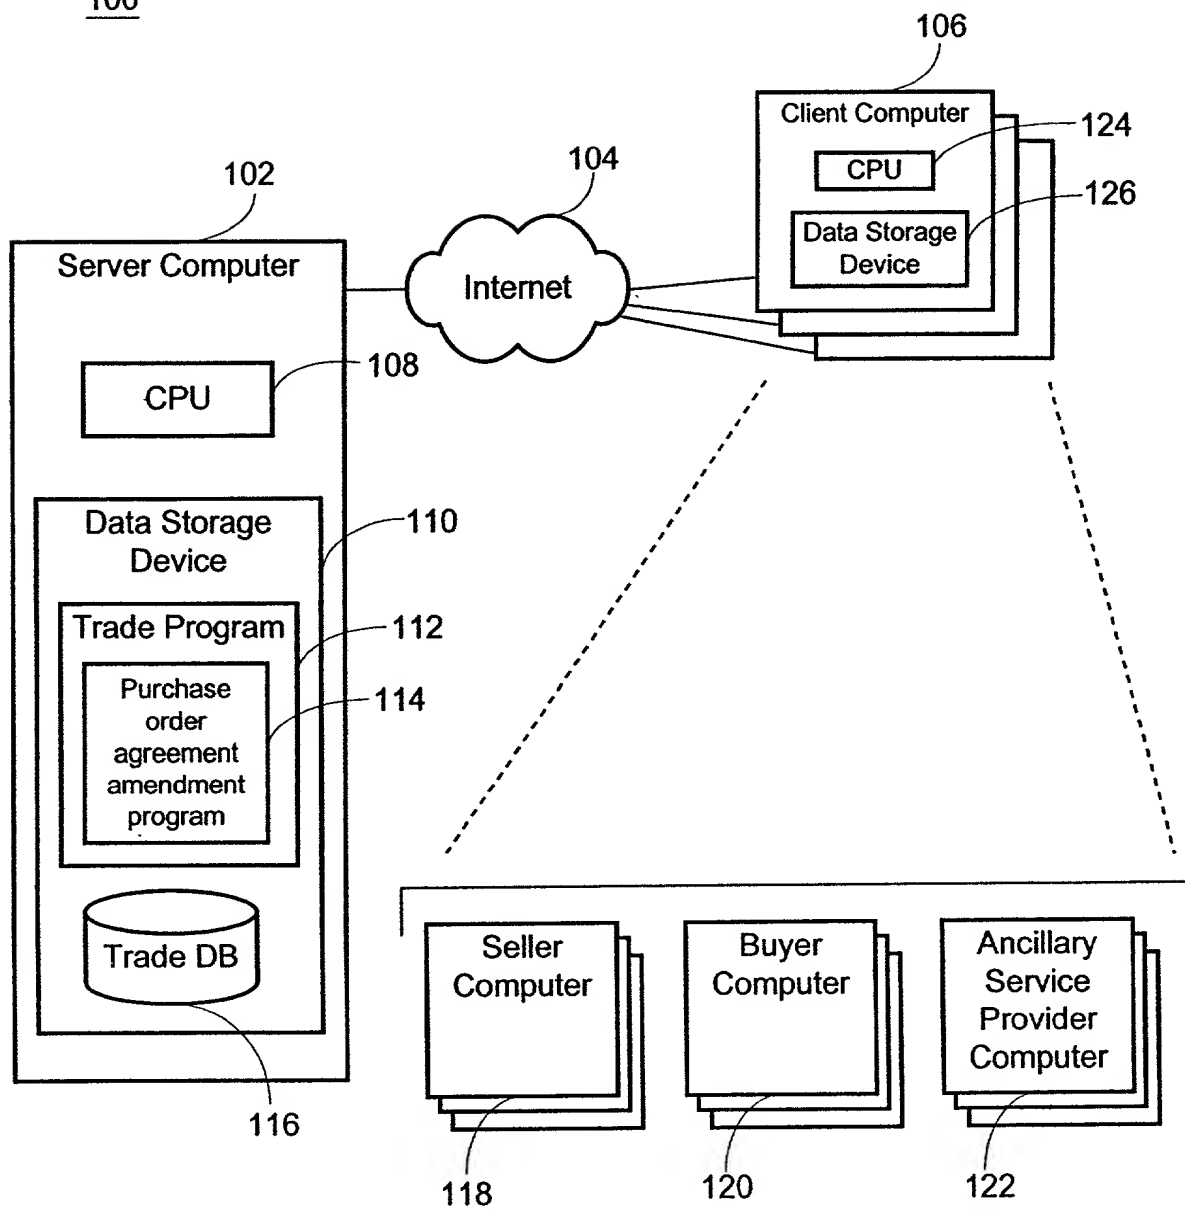 106
Client Computer
124
CPU
126
Data Storage
Device
104
Internet
102
Server Computer
108
CPU
Data Storage
Device
110
Trade Program
112
Purchase
order
agreement
amendment
program
114
Trade DB
116
Seller
Computer
118
Buyer
Computer
120
Ancillary
Service
Provider
Computer
122